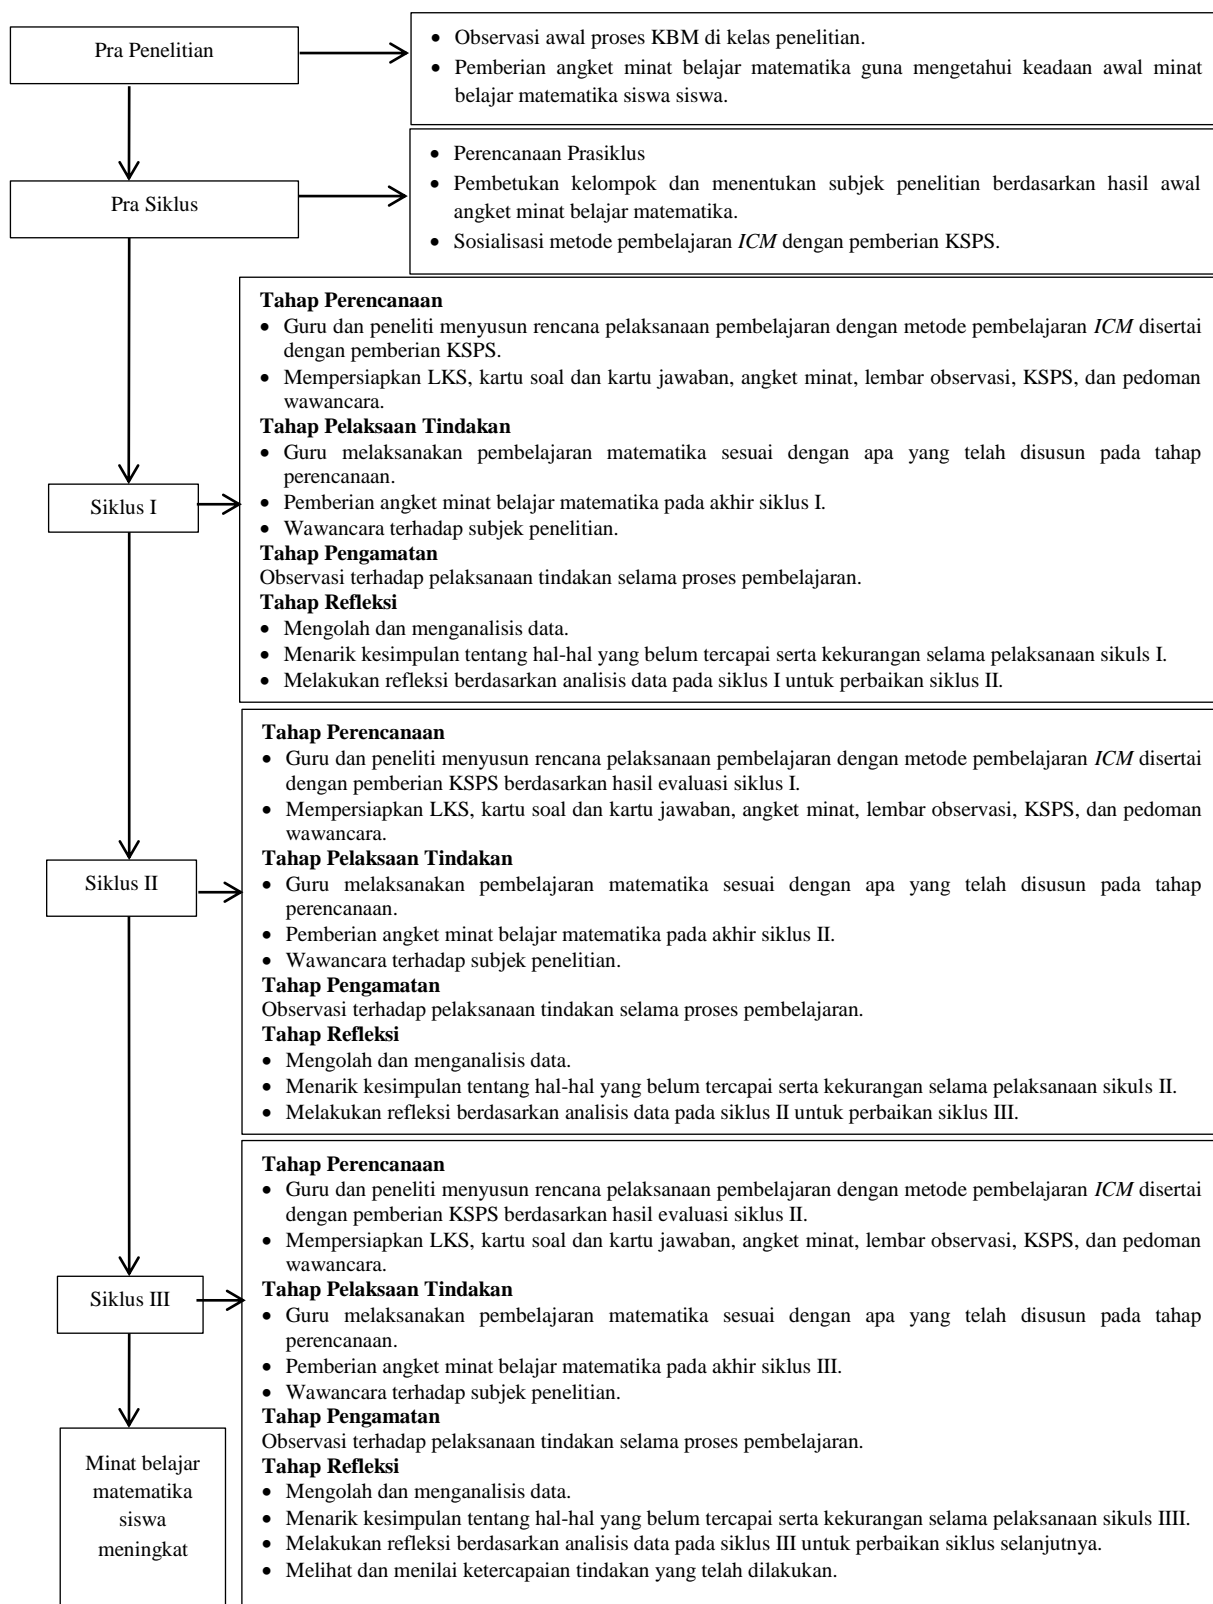 Pra Penelitian
• Observasi awal proses KBM di kelas penelitian.
• Pemberian angket minat belajar matematika guna mengetahui keadaan awal minat
belajar matematika siswa siswa.
Pra Siklus
• Perencanaan Prasiklus
• Pembetukan kelompok dan menentukan subjek penelitian berdasarkan hasil awal
angket minat belajar matematika.
• Sosialisasi metode pembelajaran ICM dengan pemberian KSPS.
Siklus I
Tahap Perencanaan
• Guru dan peneliti menyusun rencana pelaksanaan pembelajaran dengan metode pembelajaran ICM disertai
dengan pemberian KSPS.
• Mempersiapkan LKS, kartu soal dan kartu jawaban, angket minat, lembar observasi, KSPS, dan pedoman
wawancara.
Tahap Pelaksaan Tindakan
• Guru melaksanakan pembelajaran matematika sesuai dengan apa yang telah disusun pada tahap
perencanaan.
• Pemberian angket minat belajar matematika pada akhir siklus I.
• Wawancara terhadap subjek penelitian.
Tahap Pengamatan
Observasi terhadap pelaksanaan tindakan selama proses pembelajaran.
Tahap Refleksi
• Mengolah dan menganalisis data.
• Menarik kesimpulan tentang hal-hal yang belum tercapai serta kekurangan selama pelaksanaan sikuls I.
• Melakukan refleksi berdasarkan analisis data pada siklus I untuk perbaikan siklus II.
Siklus II
Tahap Perencanaan
• Guru dan peneliti menyusun rencana pelaksanaan pembelajaran dengan metode pembelajaran ICM disertai
dengan pemberian KSPS berdasarkan hasil evaluasi siklus I.
• Mempersiapkan LKS, kartu soal dan kartu jawaban, angket minat, lembar observasi, KSPS, dan pedoman
wawancara.
Tahap Pelaksaan Tindakan
• Guru melaksanakan pembelajaran matematika sesuai dengan apa yang telah disusun pada tahap
perencanaan.
• Pemberian angket minat belajar matematika pada akhir siklus II.
• Wawancara terhadap subjek penelitian.
Tahap Pengamatan
Observasi terhadap pelaksanaan tindakan selama proses pembelajaran.
Tahap Refleksi
• Mengolah dan menganalisis data.
• Menarik kesimpulan tentang hal-hal yang belum tercapai serta kekurangan selama pelaksanaan sikuls II.
• Melakukan refleksi berdasarkan analisis data pada siklus II untuk perbaikan siklus III.
Siklus III
Tahap Perencanaan
• Guru dan peneliti menyusun rencana pelaksanaan pembelajaran dengan metode pembelajaran ICM disertai
dengan pemberian KSPS berdasarkan hasil evaluasi siklus II.
• Mempersiapkan LKS, kartu soal dan kartu jawaban, angket minat, lembar observasi, KSPS, dan pedoman
wawancara.
Tahap Pelaksaan Tindakan
• Guru melaksanakan pembelajaran matematika sesuai dengan apa yang telah disusun pada tahap
perencanaan.
• Pemberian angket minat belajar matematika pada akhir siklus III.
• Wawancara terhadap subjek penelitian.
Tahap Pengamatan
Observasi terhadap pelaksanaan tindakan selama proses pembelajaran.
Tahap Refleksi
• Mengolah dan menganalisis data.
• Menarik kesimpulan tentang hal-hal yang belum tercapai serta kekurangan selama pelaksanaan sikuls IIII.
• Melakukan refleksi berdasarkan analisis data pada siklus III untuk perbaikan siklus selanjutnya.
• Melihat dan menilai ketercapaian tindakan yang telah dilakukan.
Minat belajar
matematika
siswa
meningkat